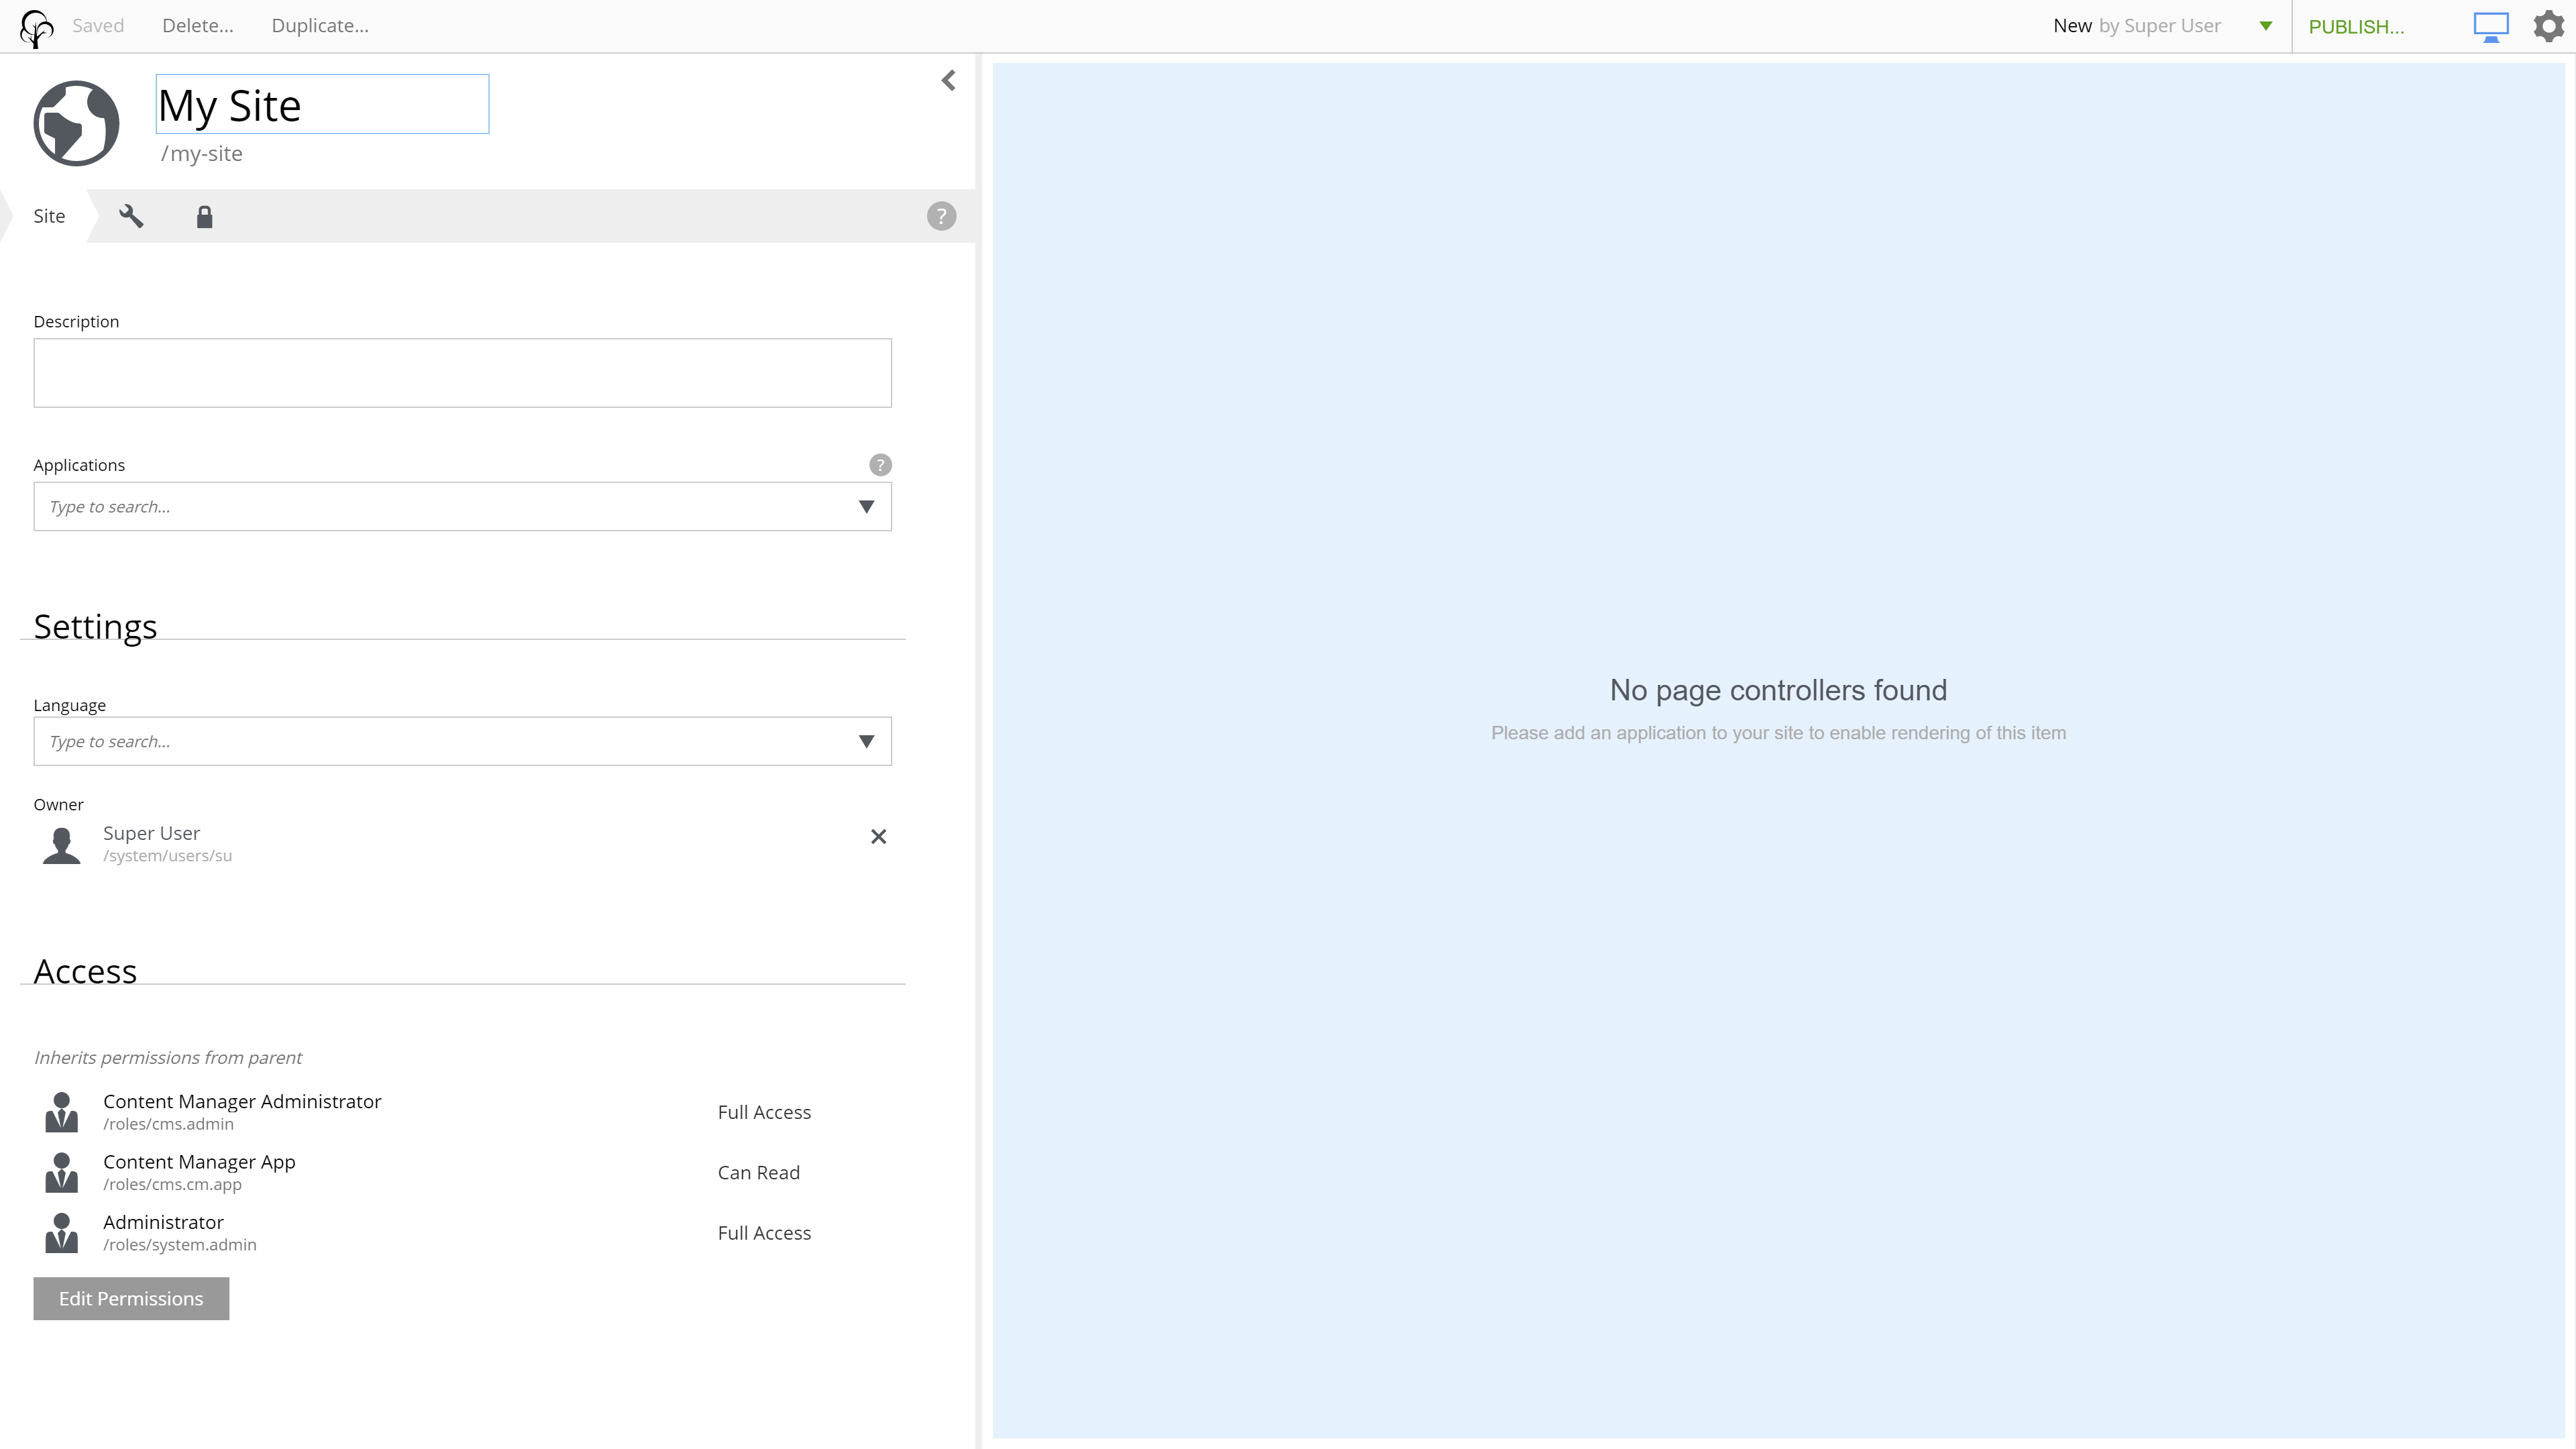 Saved Delete... Duplicate... New by Super User PUBLISH...
My Site
/my-site
Site ?
Description
Applications ?
Type to search...
Settings
Language
Type to search...
Owner
Super User
/system/users/su
Access
Inherits permissions from parent
Content Manager Administrator
/roles/cms.admin
Full Access
Content Manager App
/roles/cms.cm.app
Can Read
Administrator
/roles/system.admin
Full Access
Edit Permissions
No page controllers found
Please add an application to your site to enable rendering of this item